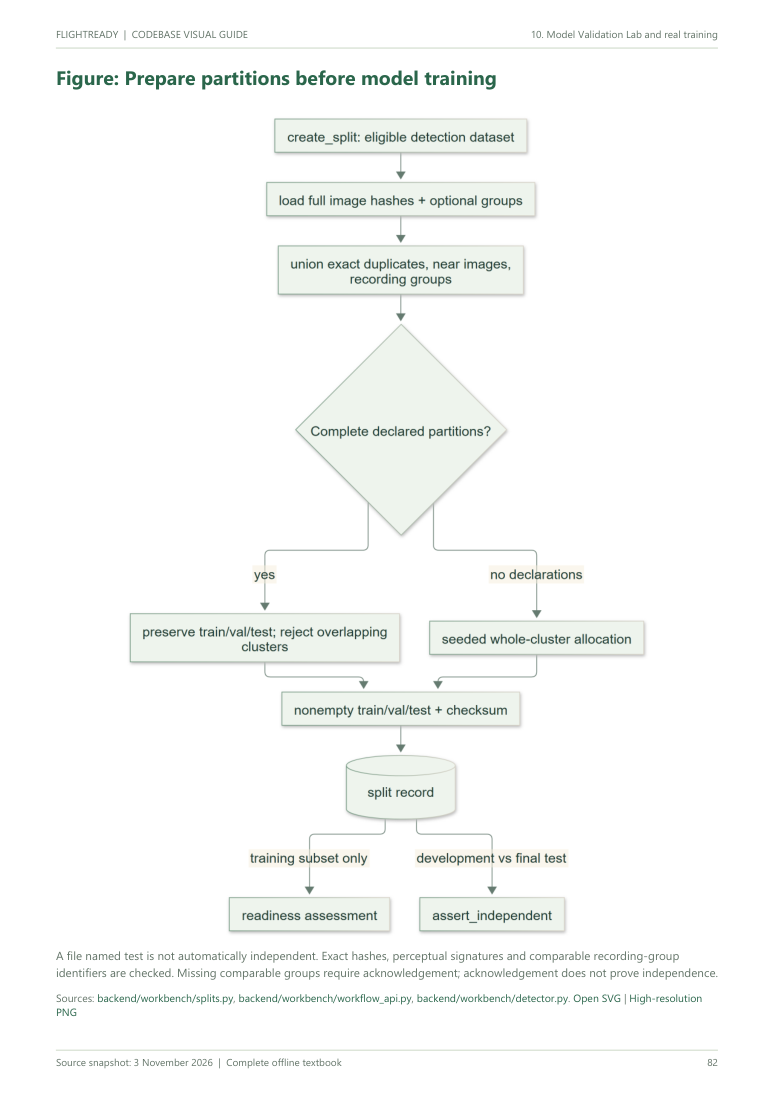 FLIGHTREADY | CODEBASE VISUAL GUIDE
10. Model Validation Lab and real training
Figure: Prepare partitions before model training
create_split: eligible detection dataset
load full image hashes + optional groups
union exact duplicates, near images,
recording groups
Complete declared partitions?
yes
no declarations
preserve train/val/test; reject overlapping
clusters
seeded whole-cluster allocation
nonempty train/val/test + checksum
split record
training subset only
development vs final test
readiness assessment
assert_independent
A file named test is not automatically independent. Exact hashes, perceptual signatures and comparable recording-group
identifiers are checked. Missing comparable groups require acknowledgement; acknowledgement does not prove independence.
Sources: backend/workbench/splits.py, backend/workbench/workflow_api.py, backend/workbench/detector.py. Open SVG | High-resolution
PNG
Source snapshot: 3 November 2026 | Complete offline textbook
82